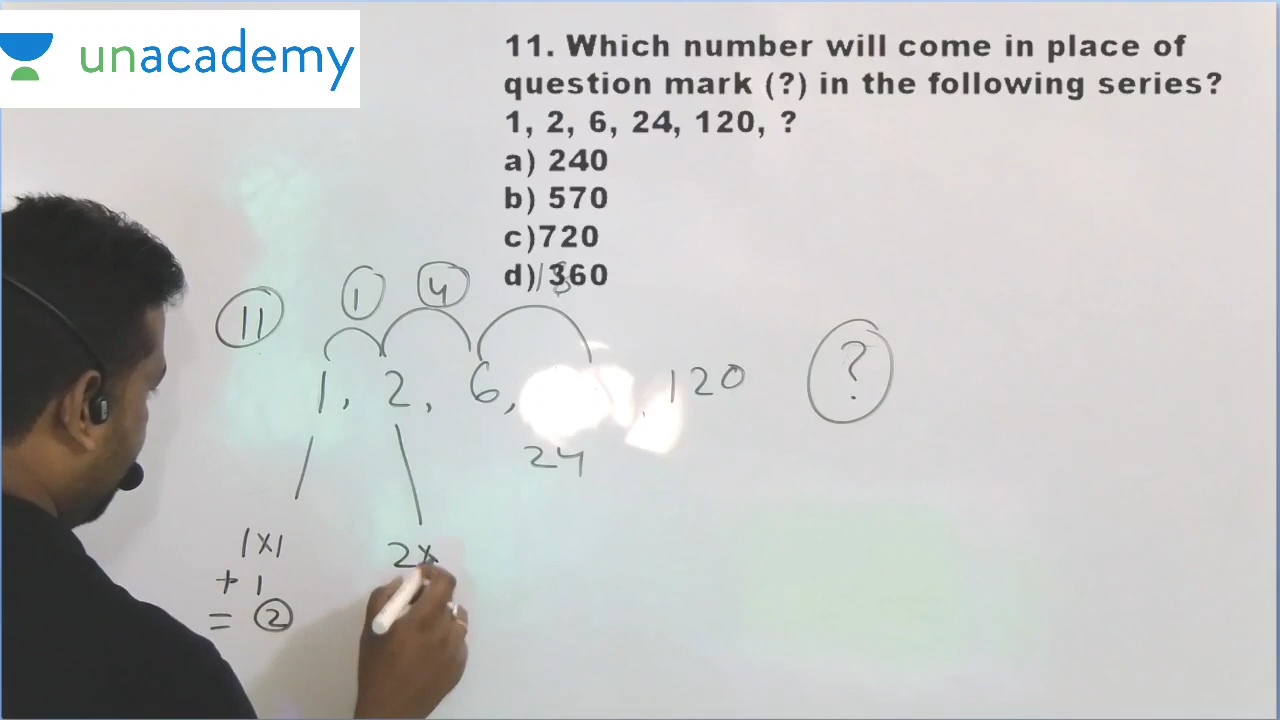 unacademy
11. Which number will come in place of
question mark (?) in the following series?
1, 2, 6, 24, 120, ?
a) 240
b) 570
c)720
d) 360
11
1
4
1, 2, 6, , 120 ?
24
1x1
+ 1
= 2
2x